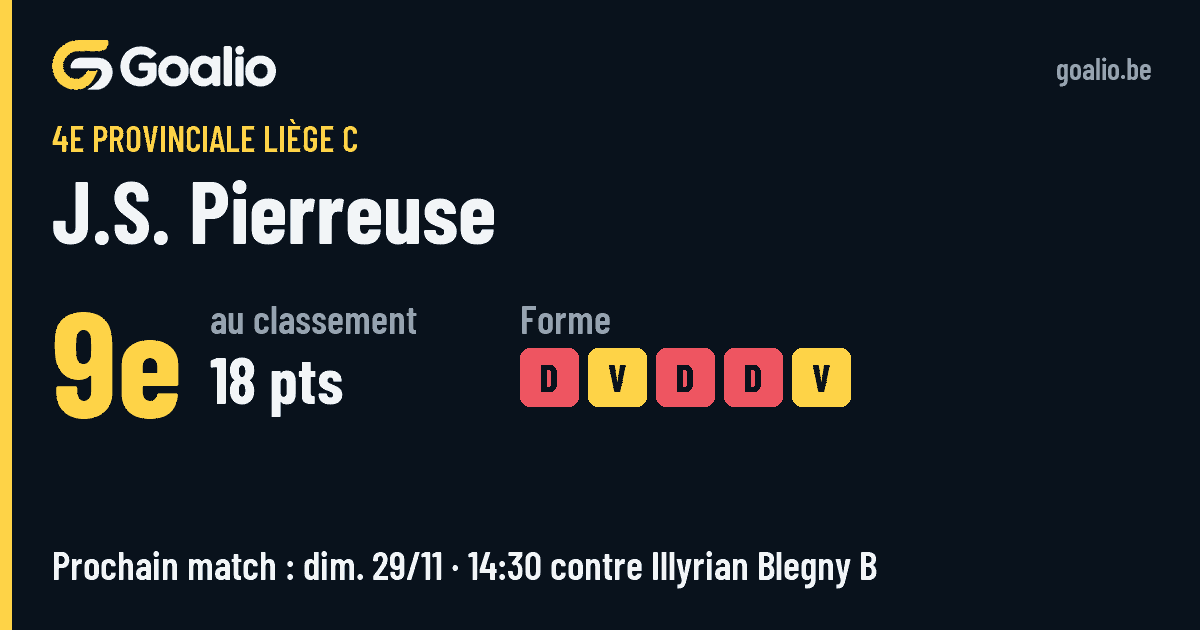 Goalio
goalio.be
4E PROVINCIALE LIÈGE C
J.S. Pierreuse
9e
au classement
18 pts
Forme
D V D D V
Prochain match : dim. 29/11 · 14:30 contre Illyrian Blegny B